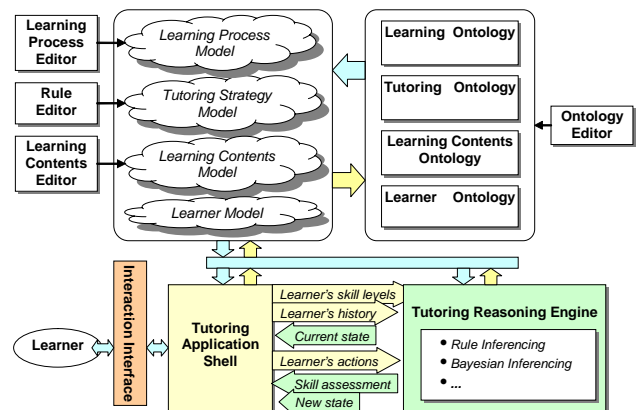 Learning
Process
Editor
Rule
Editor
Learning
Contents
Editor
Learning Process
Model
Tutoring Strategy
Model
Learning Contents
Model
Learner Model
Learning Ontology
Tutoring Ontology
Learning Contents
Ontology
Learner Ontology
Ontology
Editor
Learner
Interaction Interface
Tutoring
Application
Shell
Learner's skill levels
Learner's history
Current state
Learner's actions
Skill assessment
New state
Tutoring Reasoning Engine
• Rule Inferencing
• Bayesian Inferencing
• ...